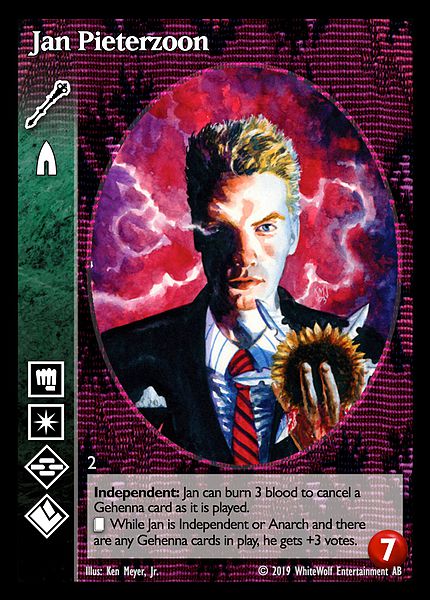 Jan Pieterzoon
2
Independent: Jan can burn 3 blood to cancel a
Gehenna card as it is played.
While Jan is Independent or Anarch and there
are any Gehenna cards in play, he gets +3 votes.
7
Illus: Ken Meyer, Jr.
© 2019 WhiteWolf Entertainment AB